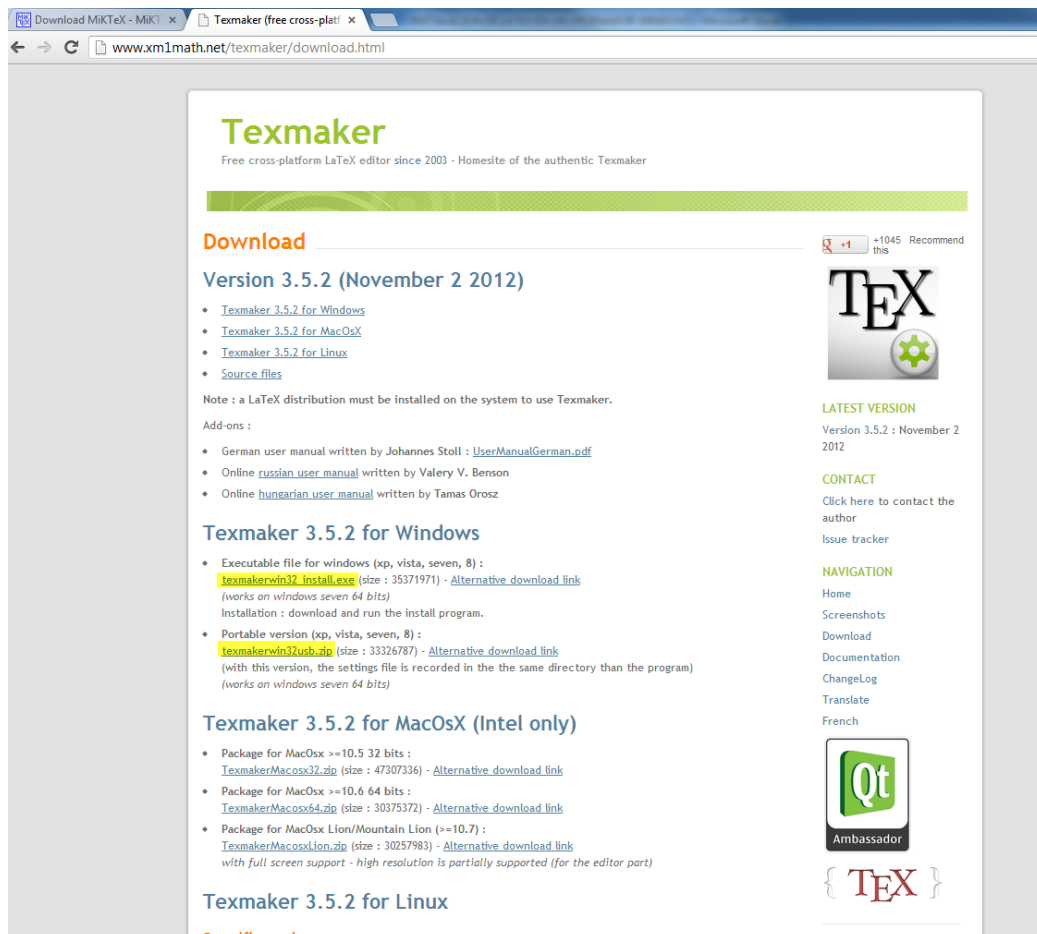 Download MiKTeX - MiKT
Texmaker (free cross-platf
www.xm1math.net/texmaker/download.html
Texmaker
Free cross-platform LaTeX editor since 2003 - Homesite of the authentic Texmaker
Download
Version 3.5.2 (November 2 2012)
Texmaker 3.5.2 for Windows
Texmaker 3.5.2 for MacOsX
Texmaker 3.5.2 for Linux
Source files
Note : a LaTeX distribution must be installed on the system to use Texmaker.
Add-ons :
German user manual written by Johannes Stoll : UserManualGerman.pdf
Online russian user manual written by Valery V. Benson
Online hungarian user manual written by Tamas Orosz
Texmaker 3.5.2 for Windows
Executable file for windows (xp, vista, seven, 8) :
texmakerwin32_install.exe (size : 35371971) - Alternative download link
(works on windows seven 64 bits)
Installation : download and run the install program.
Portable version (xp, vista, seven, 8) :
texmakerwin32usb.zip (size : 33326787) - Alternative download link
(with this version, the settings file is recorded in the the same directory than the program)
(works on windows seven 64 bits)
Texmaker 3.5.2 for MacOsX (Intel only)
Package for MacOsx >=10.5 32 bits :
TexmakerMacosx32.zip (size : 47307336) - Alternative download link
Package for MacOsx >=10.6 64 bits :
TexmakerMacosx64.zip (size : 30375372) - Alternative download link
Package for MacOsx Lion/Mountain Lion (>=10.7) :
TexmakerMacosxLion.zip (size : 30257983) - Alternative download link
with full screen support - high resolution is partially supported (for the editor part)
Texmaker 3.5.2 for Linux
+1
+1045 Recommend
this
TEX
LATEST VERSION
Version 3.5.2 : November 2
2012
CONTACT
Click here to contact the
author
Issue tracker
NAVIGATION
Home
Screenshots
Download
Documentation
ChangeLog
Translate
French
Qt
Ambassador
{ TEX }